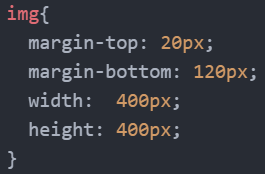 img{
  margin-top: 20px;
  margin-bottom: 120px;
  width:  400px;
  height: 400px;
}